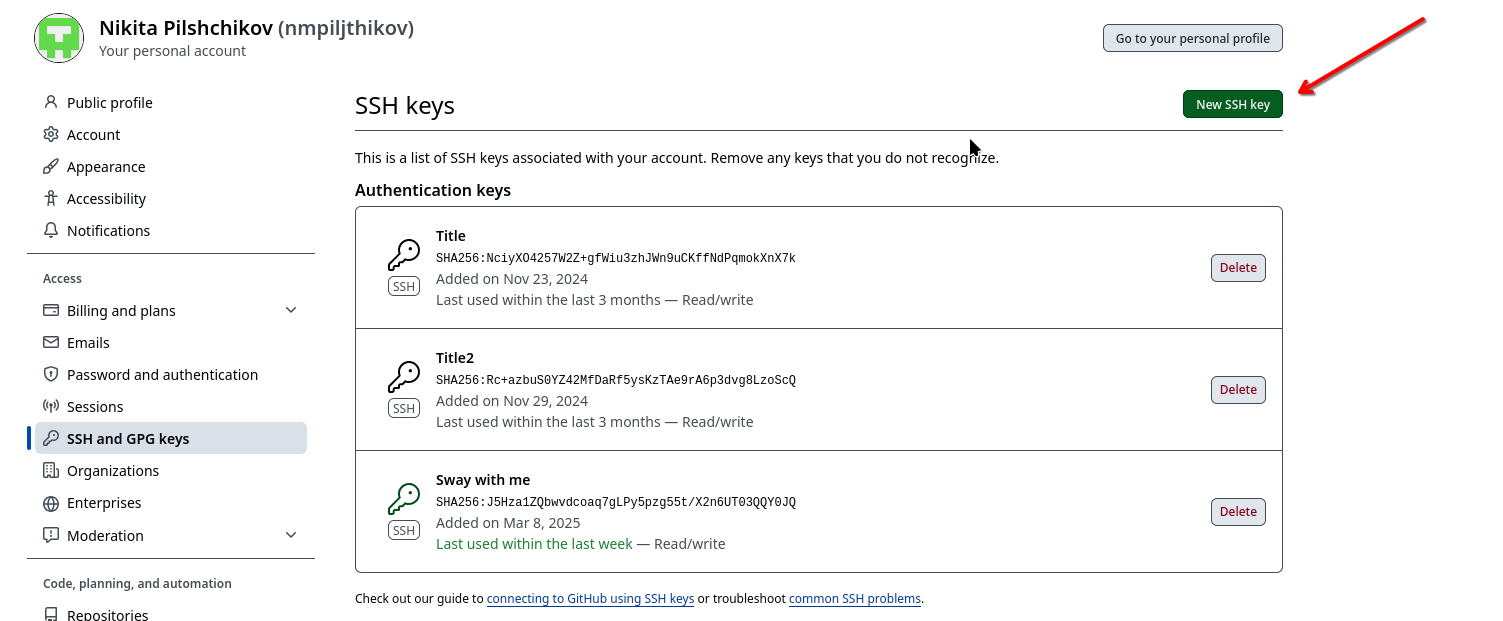 Nikita Pilshchikov (nmpiljthikov)
Your personal account
Go to your personal profile
Public profile
Account
Appearance
Accessibility
Notifications
Access
Billing and plans
Emails
Password and authentication
Sessions
SSH and GPG keys
Organizations
Enterprises
Moderation
Code, planning, and automation
Repositories
SSH keys
New SSH key
This is a list of SSH keys associated with your account. Remove any keys that you do not recognize.
Authentication keys
Title
SHA256:NciyXO4257W2Z+gfWiu3zhJWn9uCKffNdPqmokXnX7k
SSH
Added on Nov 23, 2024
Last used within the last 3 months — Read/write
Delete
Title2
SHA256:Rc+azbuS0YZ42MfDaRf5ysKzTAe9rA6p3dvg8LzoScQ
SSH
Added on Nov 29, 2024
Last used within the last 3 months — Read/write
Delete
Sway with me
SHA256:J5Hza1ZQbwvdcoaq7gLPy5pzg55t/X2n6UT03QQY0JQ
SSH
Added on Mar 8, 2025
Last used within the last week — Read/write
Delete
Check out our guide to connecting to GitHub using SSH keys or troubleshoot common SSH problems.